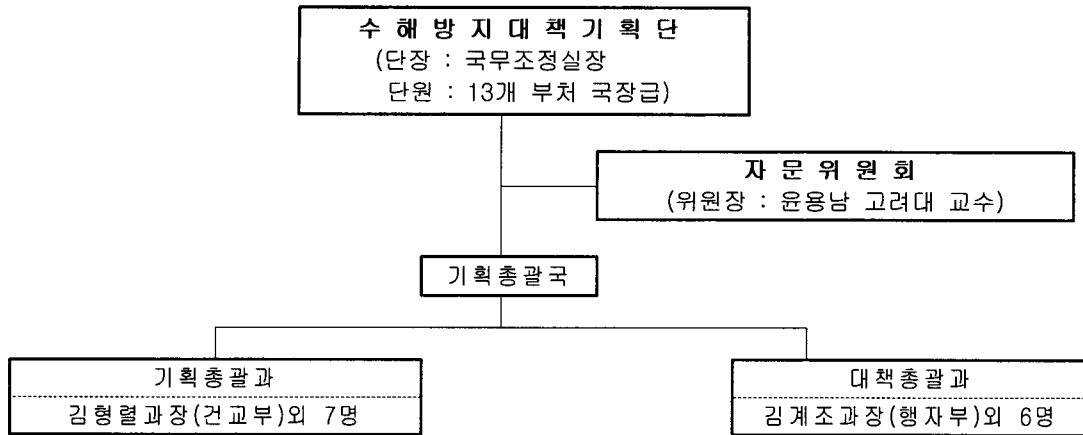 수 해 방 지 대 책 기 획 단
(단장 : 국무조정실장
단원 : 13개 부처 국장급)
자 문 위 원 회
(위원장 : 윤용남 고려대 교수)
기획총괄국
기획총괄과
김형렬과장(건교부)외 7명
대책총괄과
김계조과장(행자부)외 6명